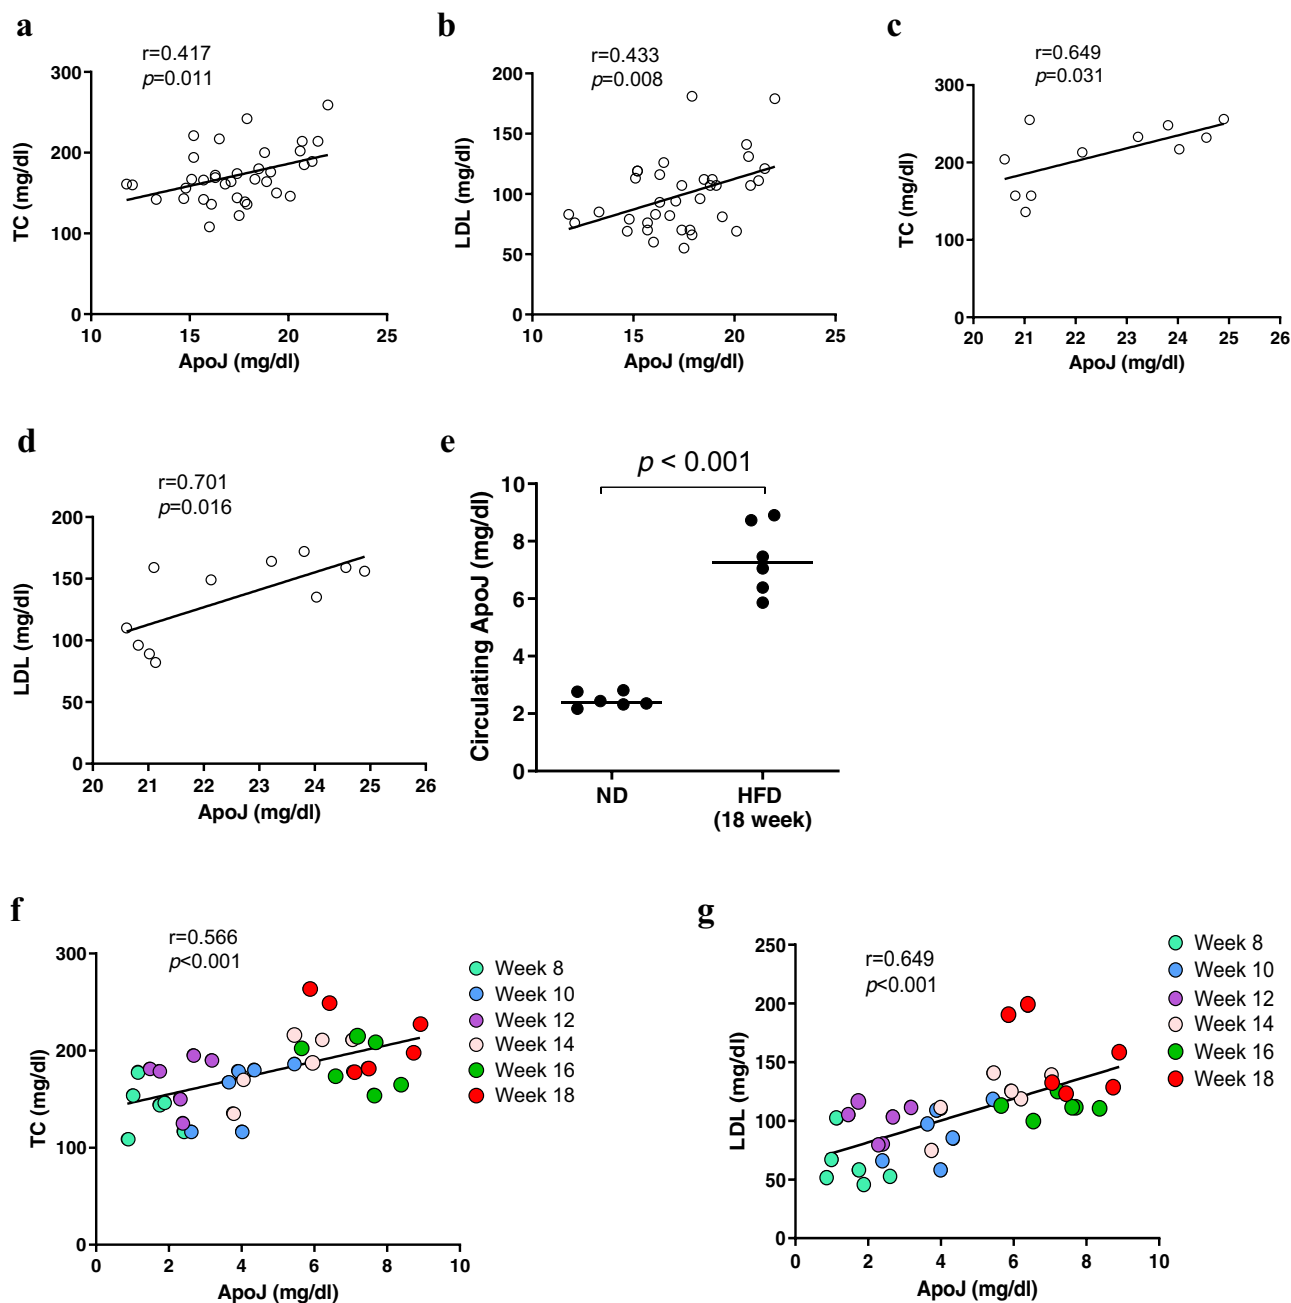 a
r=0.417
p=0.011
300
200
100
0
TC (mg/dl)
10 15 20 25
ApoJ (mg/dl)
b
r=0.433
p=0.008
200
150
100
50
0
LDL (mg/dl)
10 15 20 25
ApoJ (mg/dl)
c
r=0.649
p=0.031
300
200
100
0
TC (mg/dl)
20 21 22 23 24 25 26
ApoJ (mg/dl)
d
r=0.701
p=0.016
200
150
100
50
0
LDL (mg/dl)
20 21 22 23 24 25 26
ApoJ (mg/dl)
e
p < 0.001
10
8
6
4
2
0
Circulating ApoJ (mg/dl)
ND HFD
(18 week)
f
r=0.566
p<0.001
300
200
100
0
TC (mg/dl)
0 2 4 6 8 10
ApoJ (mg/dl)
Week 8
Week 10
Week 12
Week 14
Week 16
Week 18
g
r=0.649
p<0.001
250
200
150
100
50
0
LDL (mg/dl)
0 2 4 6 8 10
ApoJ (mg/dl)
Week 8
Week 10
Week 12
Week 14
Week 16
Week 18